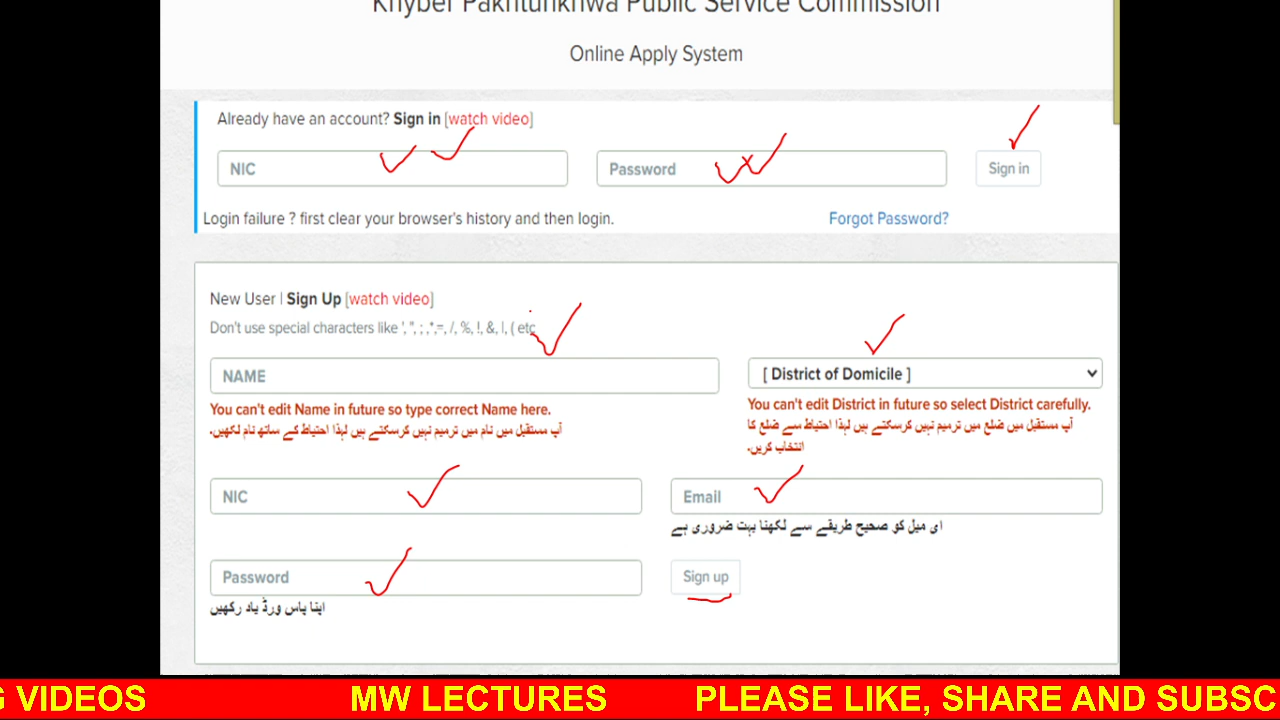 Khyber Pakhtunkhwa Public Service Commission
Online Apply System
Already have an account? Sign in [watch video]
NIC
Password
Sign in
Login failure ? first clear your browser's history and then login.
Forgot Password?
New User | Sign Up [watch video]
Don't use special characters like ', ", ; ,*,=, /, %, !, &, |, ( etc
NAME
[ District of Domicile ]
You can't edit Name in future so type correct Name here.
آپ مستقبل میں نام میں ترمیم نہیں کرسکتے ہیں لہذا احتیاط کے ساتھ نام لکھیں۔
You can't edit District in future so select District carefully.
آپ مستقبل میں ضلع میں ترمیم نہیں کرسکتے ہیں لہذا احتیاط سے ضلع کا
انتخاب کریں۔
NIC
Email
ای میل کو صحیح طریقے سے لکھنا بہت ضروری ہے
Password
Sign up
اپنا پاس ورڈ یاد رکھیں
G VIDEOS MW LECTURES PLEASE LIKE, SHARE AND SUBSC